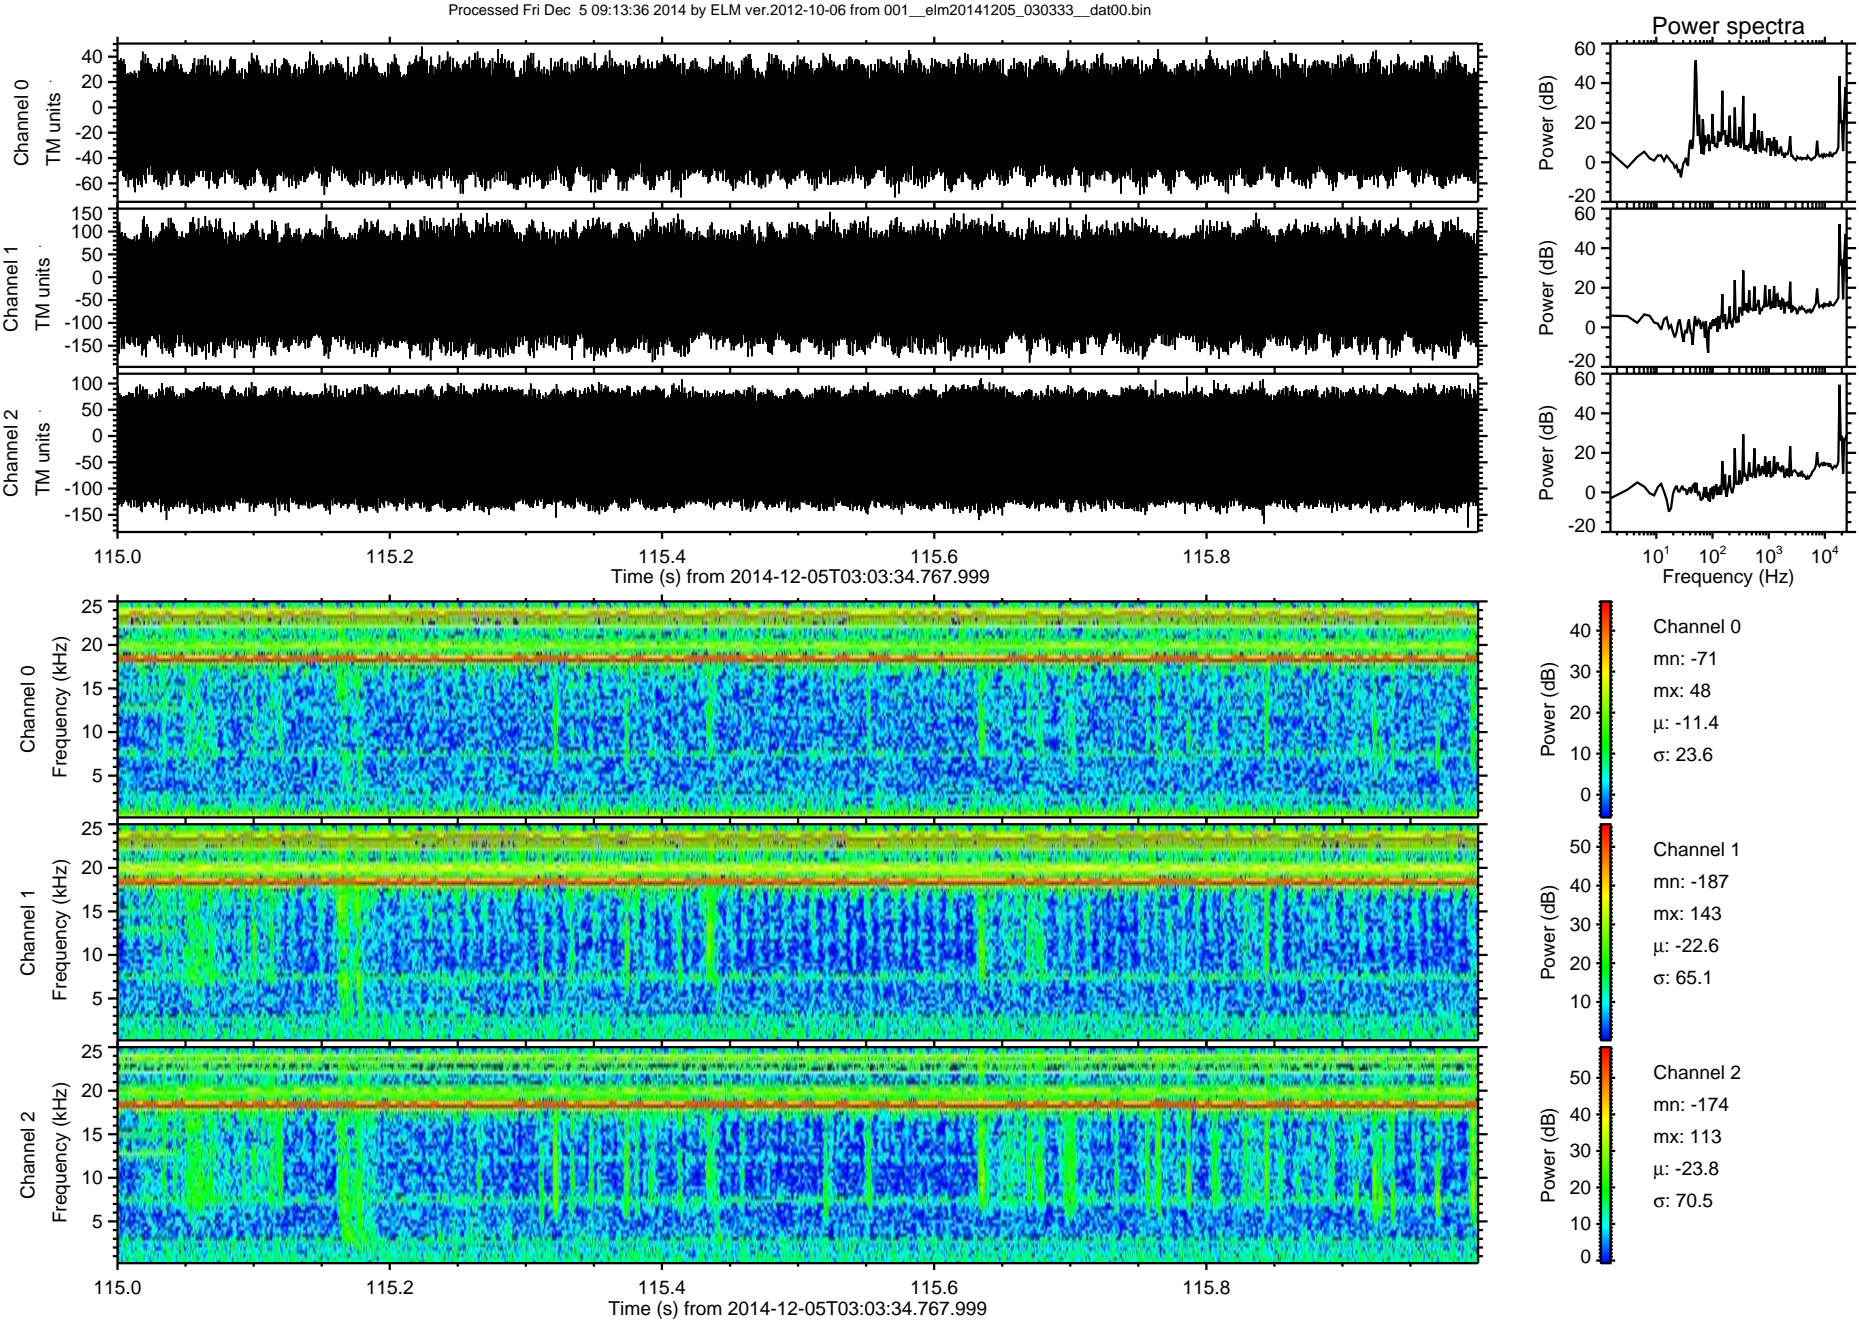 Processed Fri Dec  5 09:13:36 2014 by ELM ver.2012-10-06 from 001__elm20141205_030333__dat00.bin
Power spectra
Channel 0
TM units
40
20
0
-20
-40
-60
Power (dB)
60
40
20
0
-20
Channel 1
TM units
150
100
50
0
-50
-100
-150
Power (dB)
60
40
20
0
-20
Channel 2
TM units
100
50
0
-50
-100
-150
Power (dB)
60
40
20
0
-20
115.0 115.2 115.4 115.6 115.8
Time (s) from 2014-12-05T03:03:34.767.999
10^1 10^2 10^3 10^4
Frequency (Hz)
Channel 0
Frequency (kHz)
25
20
15
10
5
Power (dB)
40
30
20
10
0
Channel 0
mn: -71
mx: 48
μ: -11.4
σ: 23.6
Channel 1
Frequency (kHz)
25
20
15
10
5
Power (dB)
50
40
30
20
10
Channel 1
mn: -187
mx: 143
μ: -22.6
σ: 65.1
Channel 2
Frequency (kHz)
25
20
15
10
5
Power (dB)
50
40
30
20
10
0
Channel 2
mn: -174
mx: 113
μ: -23.8
σ: 70.5
115.0 115.2 115.4 115.6 115.8
Time (s) from 2014-12-05T03:03:34.767.999